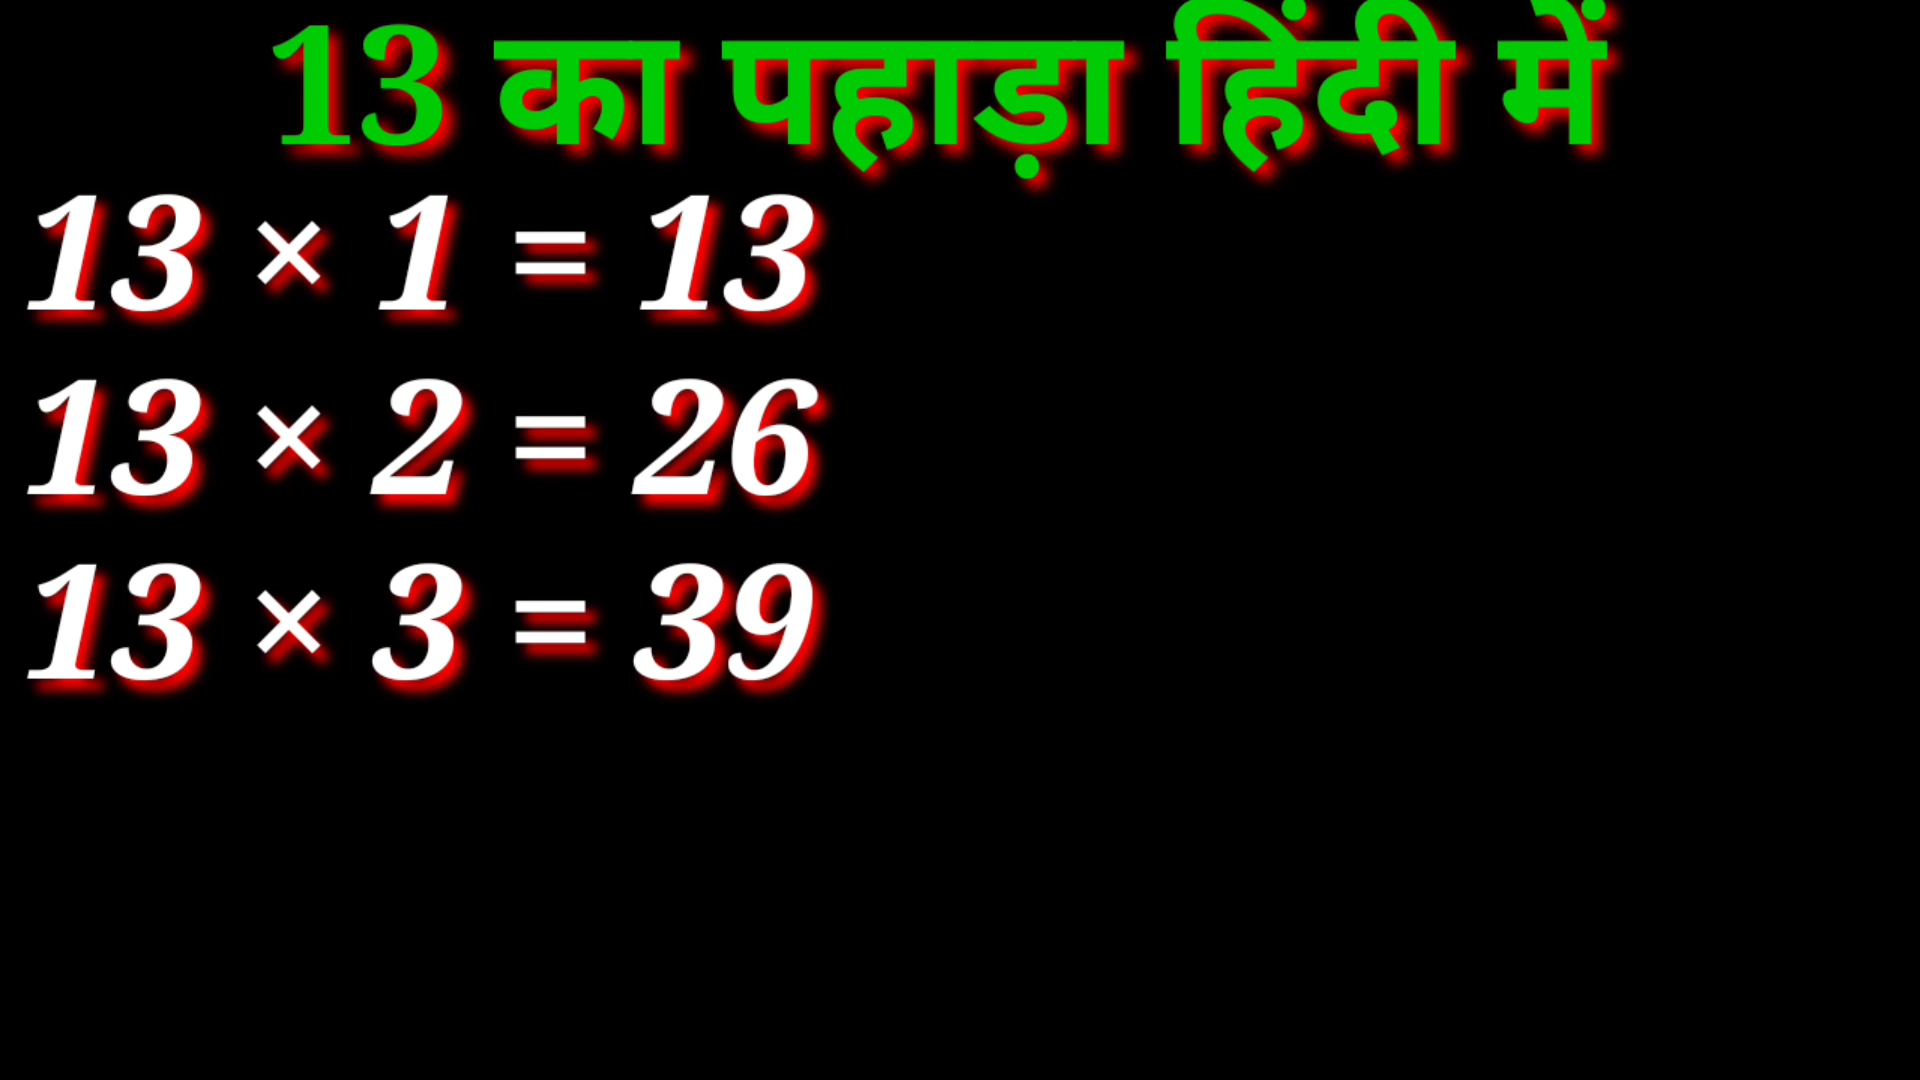 13 का पहाड़ा हिंदी में
13 × 1 = 13
13 × 2 = 26
13 × 3 = 39